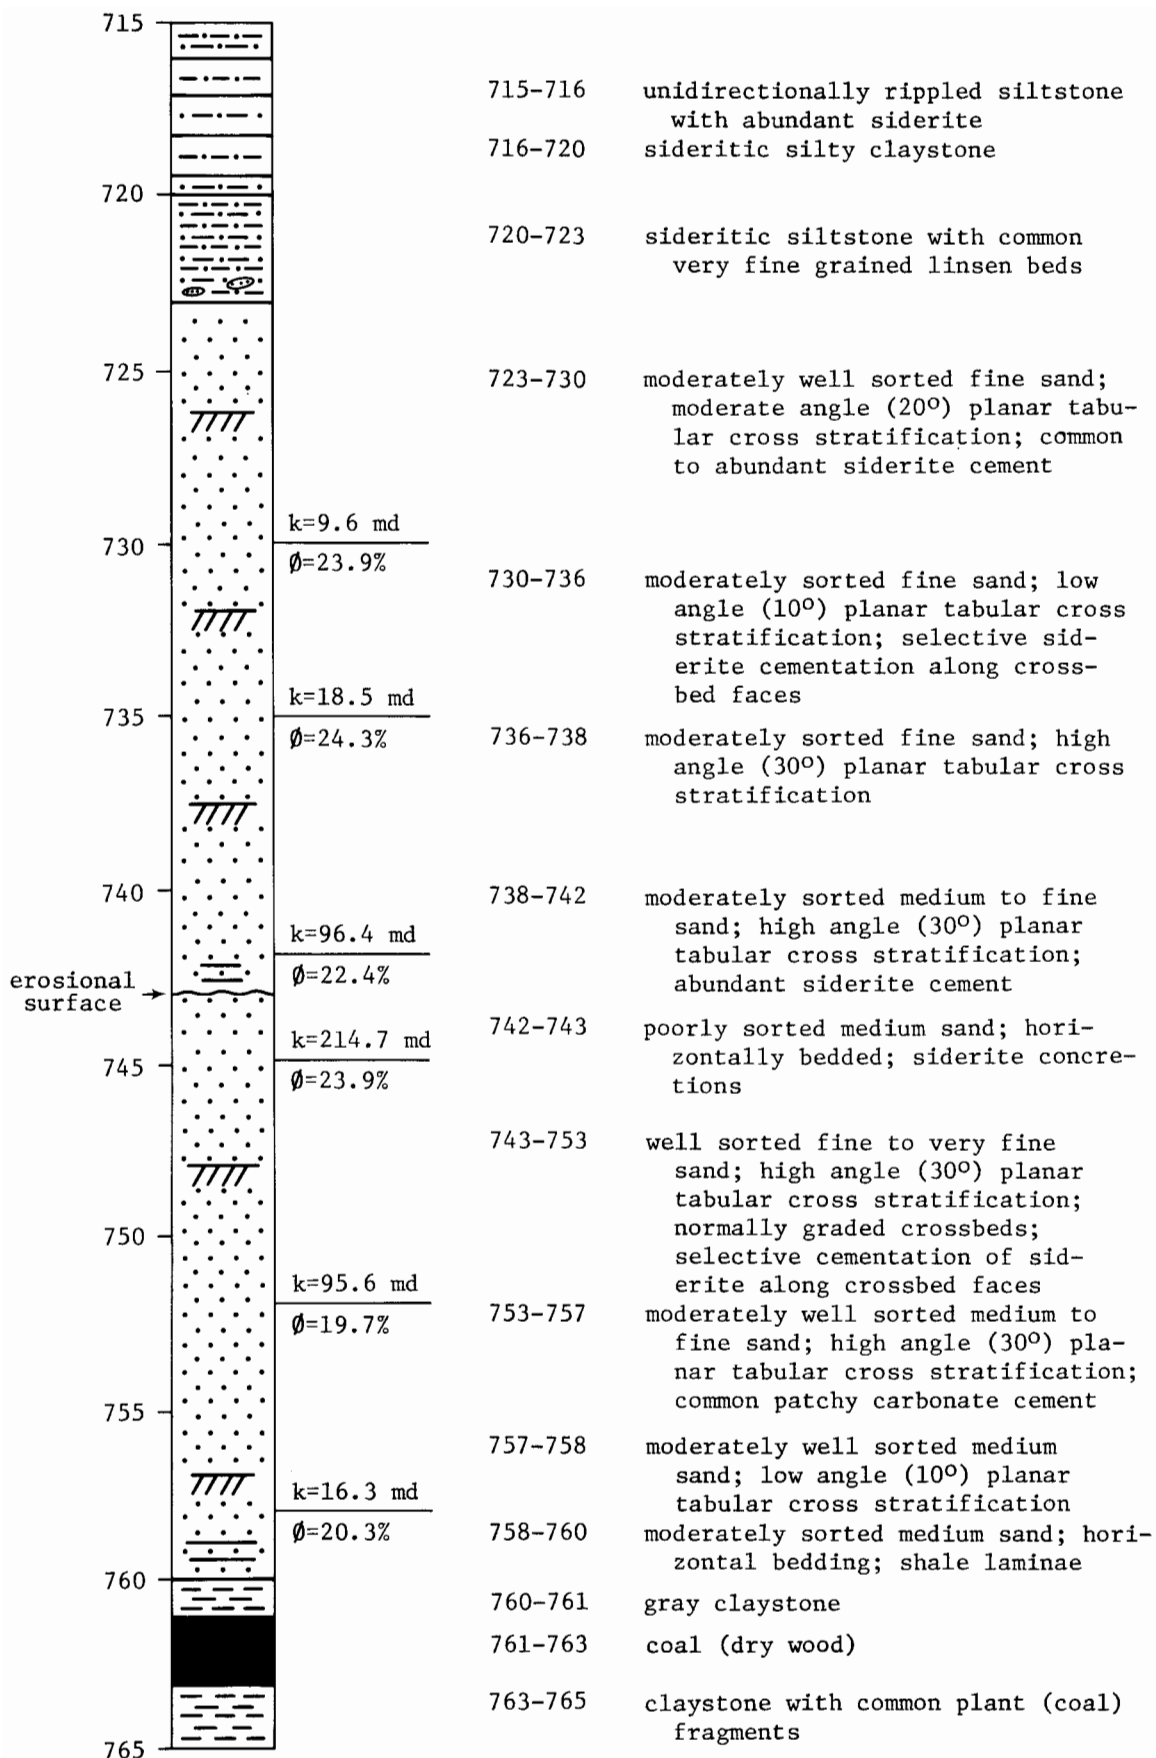 715
720
725
730
735
740
745
750
755
760
765
erosional
surface
k=9.6 md
Ø=23.9%
k=18.5 md
Ø=24.3%
k=96.4 md
Ø=22.4%
k=214.7 md
Ø=23.9%
k=95.6 md
Ø=19.7%
k=16.3 md
Ø=20.3%
715-716 unidirectionally rippled siltstone
with abundant siderite
716-720 sideritic silty claystone
720-723 sideritic siltstone with common
very fine grained linsen beds
723-730 moderately well sorted fine sand;
moderate angle (20º) planar tabu-
lar cross stratification; common
to abundant siderite cement
730-736 moderately sorted fine sand; low
angle (10º) planar tabular cross
stratification; selective sid-
erite cementation along cross-
bed faces
736-738 moderately sorted fine sand; high
angle (30º) planar tabular cross
stratification
738-742 moderately sorted medium to fine
sand; high angle (30º) planar
tabular cross stratification;
abundant siderite cement
742-743 poorly sorted medium sand; hori-
zontally bedded; siderite concre-
tions
743-753 well sorted fine to very fine
sand; high angle (30º) planar
tabular cross stratification;
normally graded crossbeds;
selective cementation of sid-
erite along crossbed faces
753-757 moderately well sorted medium to
fine sand; high angle (30º) pla-
nar tabular cross stratification;
common patchy carbonate cement
757-758 moderately well sorted medium
sand; low angle (10º) planar
tabular cross stratification
758-760 moderately sorted medium sand; hori-
zontal bedding; shale laminae
760-761 gray claystone
761-763 coal (dry wood)
763-765 claystone with common plant (coal)
fragments